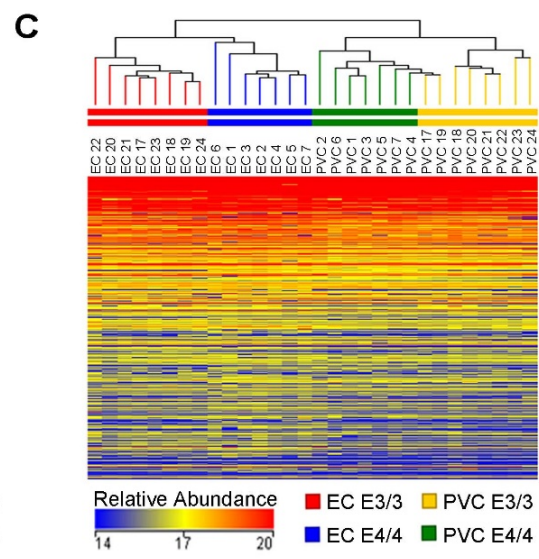 C
EC 22 EC 20 EC 21 EC 17 EC 23 EC 18 EC 19 EC 24 EC 6 EC 1 EC 3 EC 2 EC 4 EC 5 EC 7 PVC 2 PVC 6 PVC 1 PVC 3 PVC 5 PVC 7 PVC 4 PVC 17 PVC 19 PVC 18 PVC 20 PVC 21 PVC 22 PVC 23 PVC 24
Relative Abundance
14 17 20
EC E3/3 PVC E3/3
EC E4/4 PVC E4/4